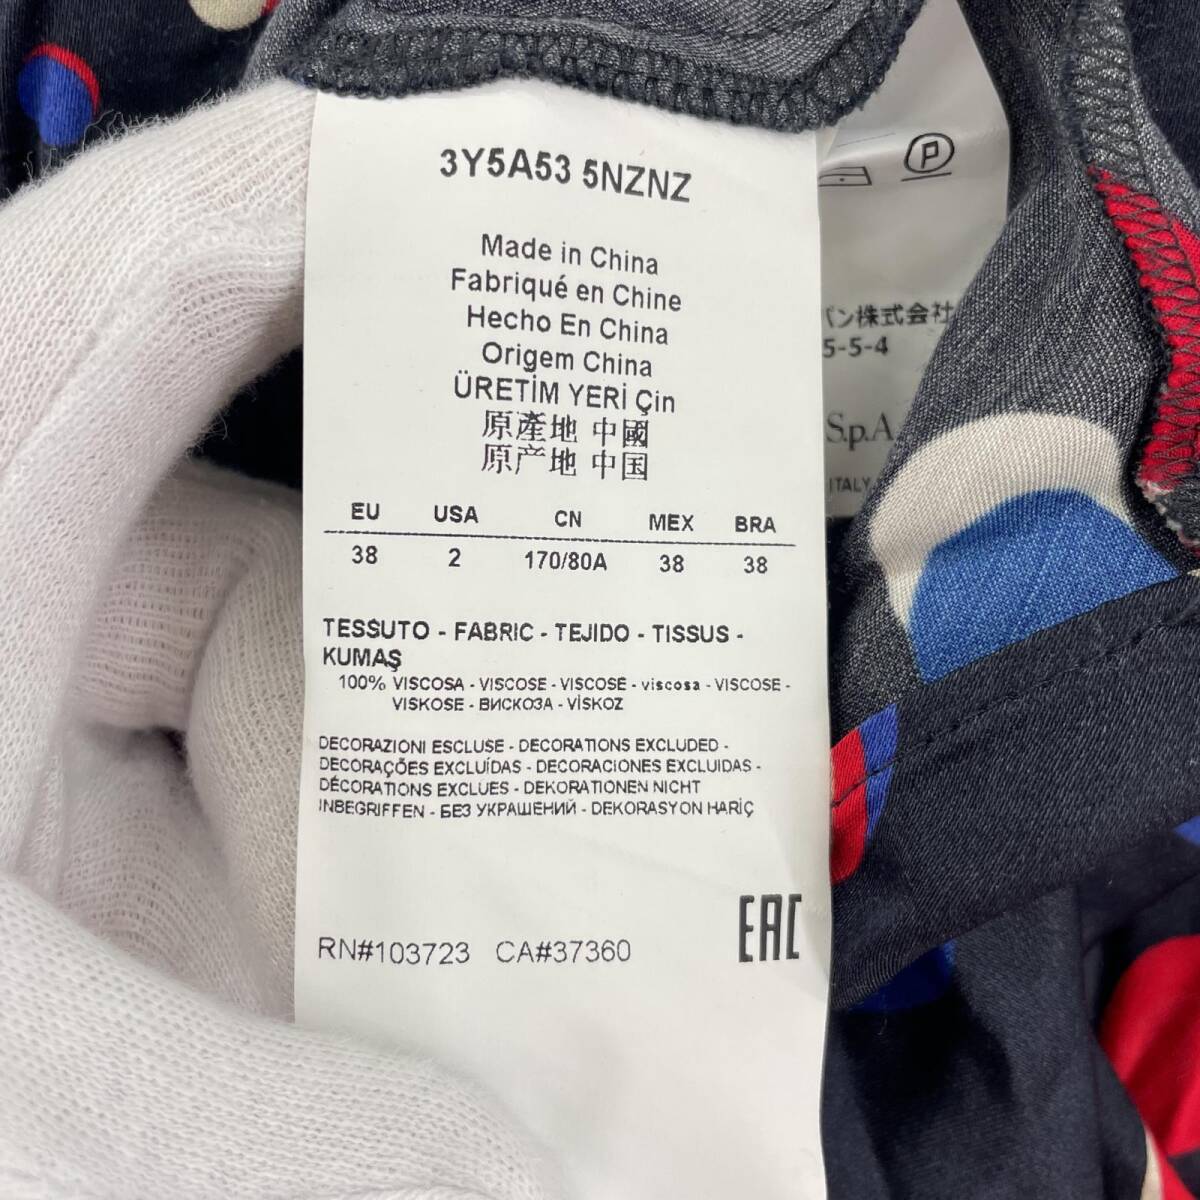 3Y5A53 5NZNZ
Made in China
Fabriqué en Chine
Hecho En China
Origem China
ÜRETİM YERİ Çin
原產地 中國
原产地 中国
EU USA CN MEX BRA
38 2 170/80A 38 38
TESSUTO - FABRIC - TEJIDO - TISSUS -
KUMAŞ
100% VISCOSA - VISCOSE - VISCOSE - viscosa - VISCOSE -
VISKOSE - ВИСКОЗА - VİSKOZ
DECORAZIONI ESCLUSE - DECORATIONS EXCLUDED -
DECORAÇÕES EXCLUÍDAS - DECORACIONES EXCLUIDAS -
DÉCORATIONS EXCLUES - DEKORATIONEN NICHT
INBEGRIFFEN - БЕЗ УКРАШЕНИЙ - DEKORASYON HARİÇ
EAC
RN#103723 CA#37360
P
パン株式会社
5-5-4
S.p.A.
ITALY